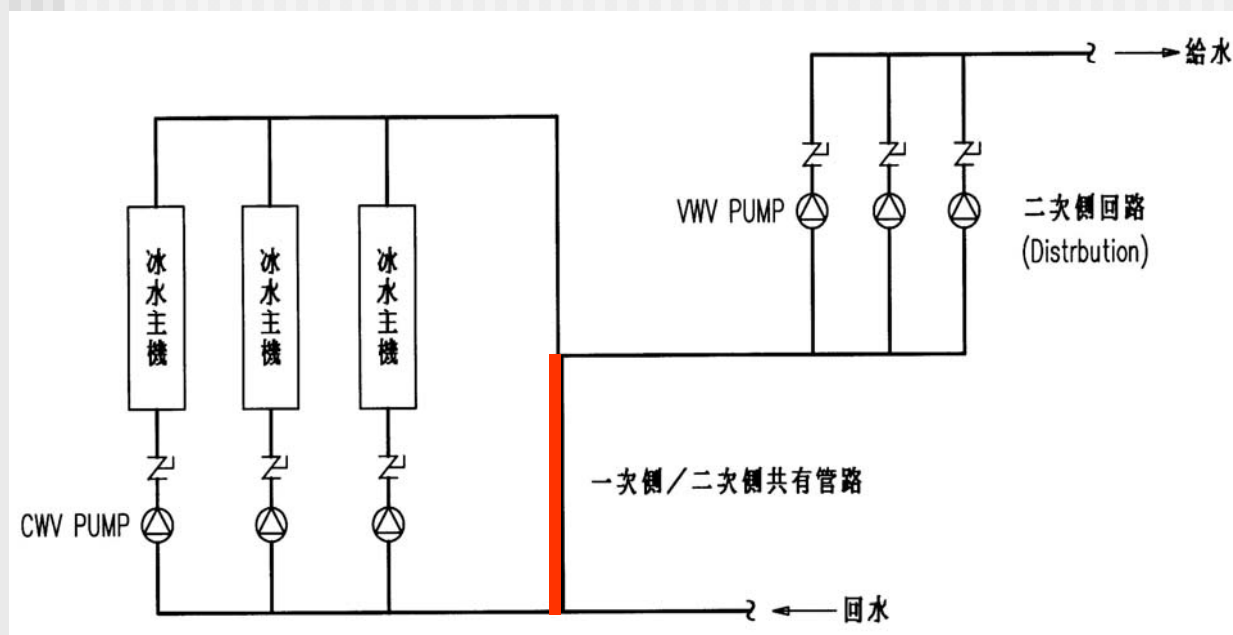 給水
VWV PUMP
二次側回路
(Distrbution)
冰水主機
冰水主機
冰水主機
一次側／二次側共有管路
CWV PUMP
回水